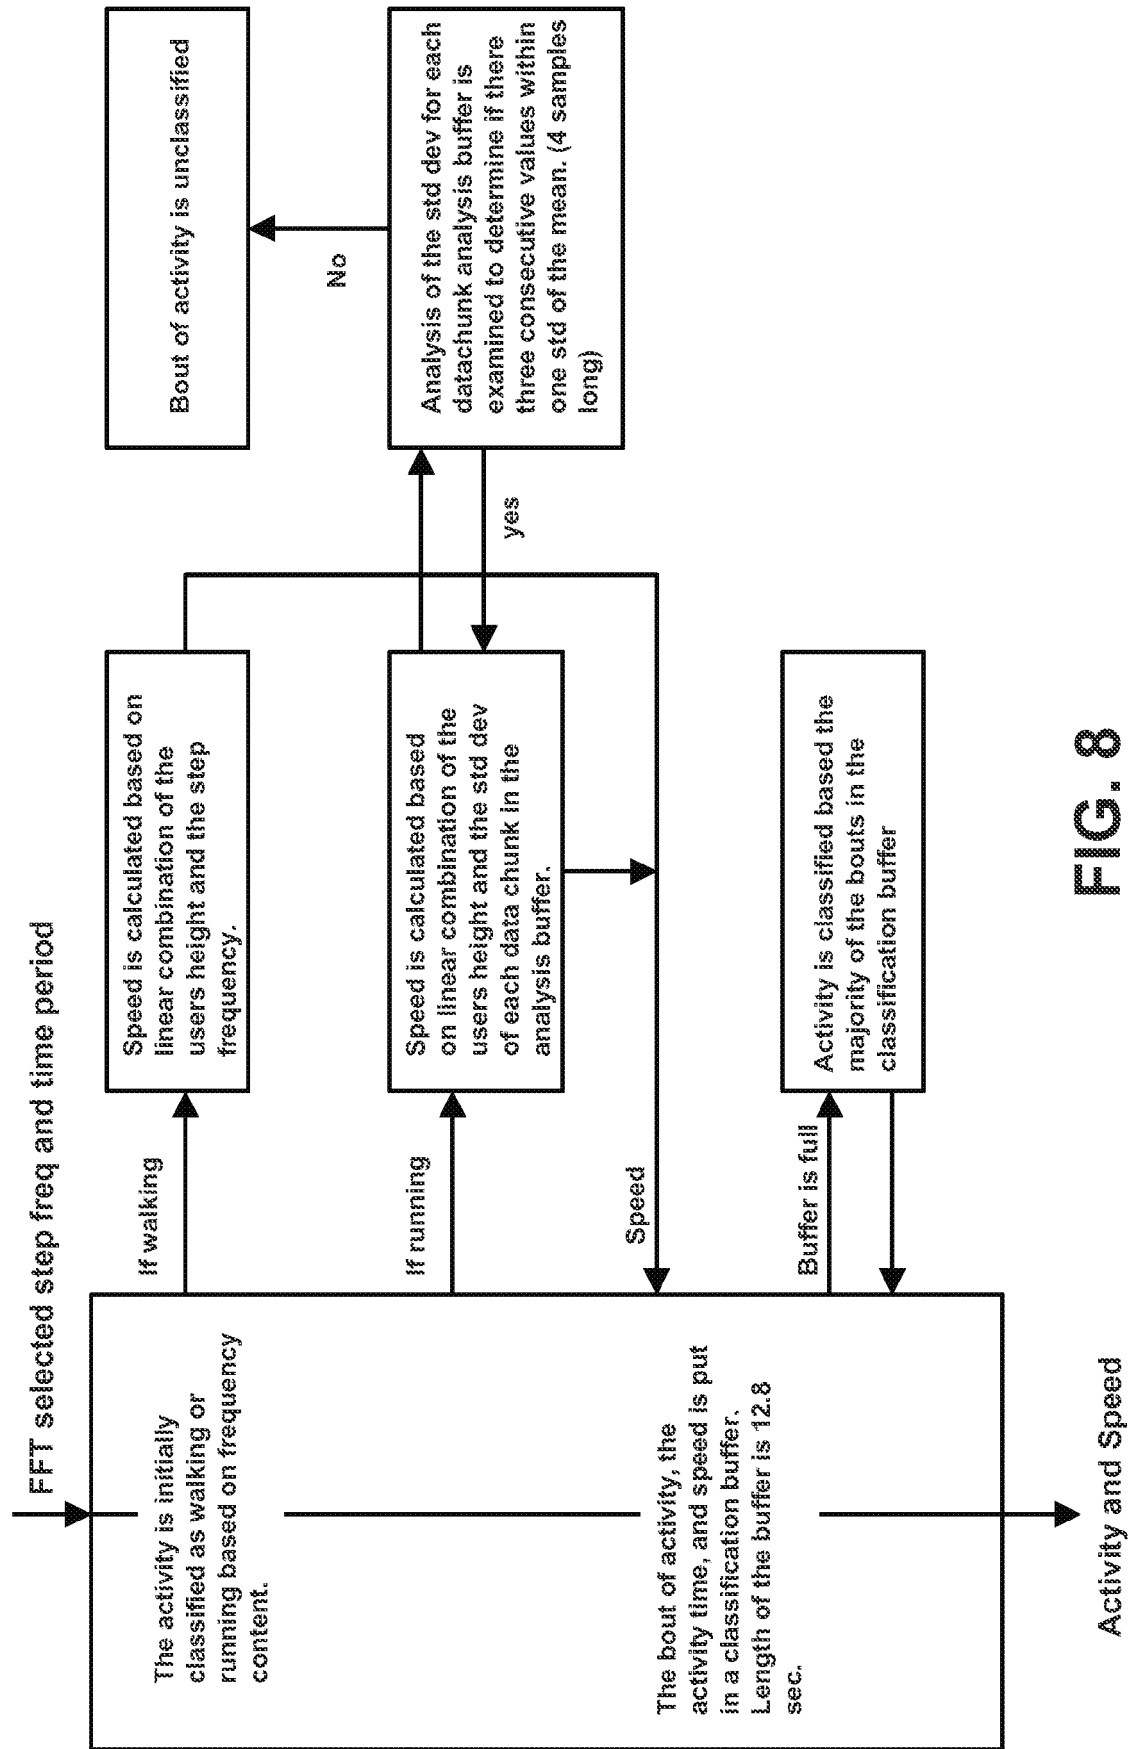 FFT selected step freq and time period
The activity is initially
classified as walking or
running based on frequency
content.
If walking
Speed is calculated based on
linear combination of the
users height and the step
frequency.
If running
Speed is calculated based
on linear combination of the
users height and the std dev
of each data chunk in the
analysis buffer.
Bout of activity is unclassified
No
Analysis of the std dev for each
datachunk analysis buffer is
examined to determine if there
three consecutive values within
one std of the mean. (4 samples
long)
yes
Speed
The bout of activity, the
activity time, and speed is put
in a classification buffer.
Length of the buffer is 12.8
sec.
Buffer is full
Activity is classified based the
majority of the bouts in the
classification buffer
Activity and Speed
FIG. 8